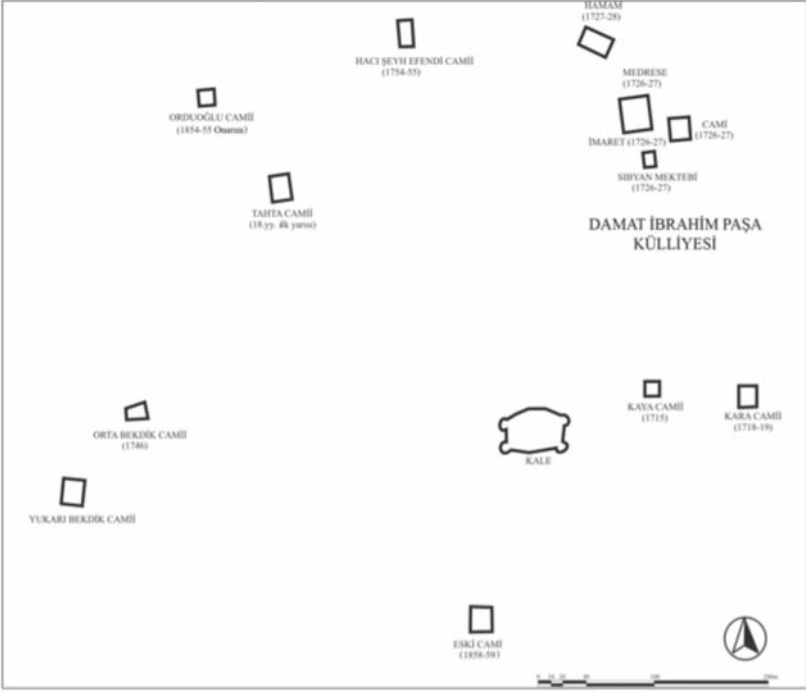 HAMAM
(1727-28)
HACI ŞEYH EFENDİ CAMİİ
(1754-55)
MEDRESE
(1726-27)
ORDUOĞLU CAMİİ
(1854-55 Onarım)
CAMİ
(1726-27)
İMARET (1726-27)
SIBYAN MEKTEBİ
(1726-27)
TAHTA CAMİİ
(18.yy. ilk yarısı)
DAMAT İBRAHİM PAŞA
KÜLLİYESİ
KAYA CAMİİ
(1715)
KARA CAMİİ
(1718-19)
ORTA BEKDİK CAMİİ
(1746)
KALE
YUKARI BEKDİK CAMİİ
ESKİ CAMİ
(1858-59)